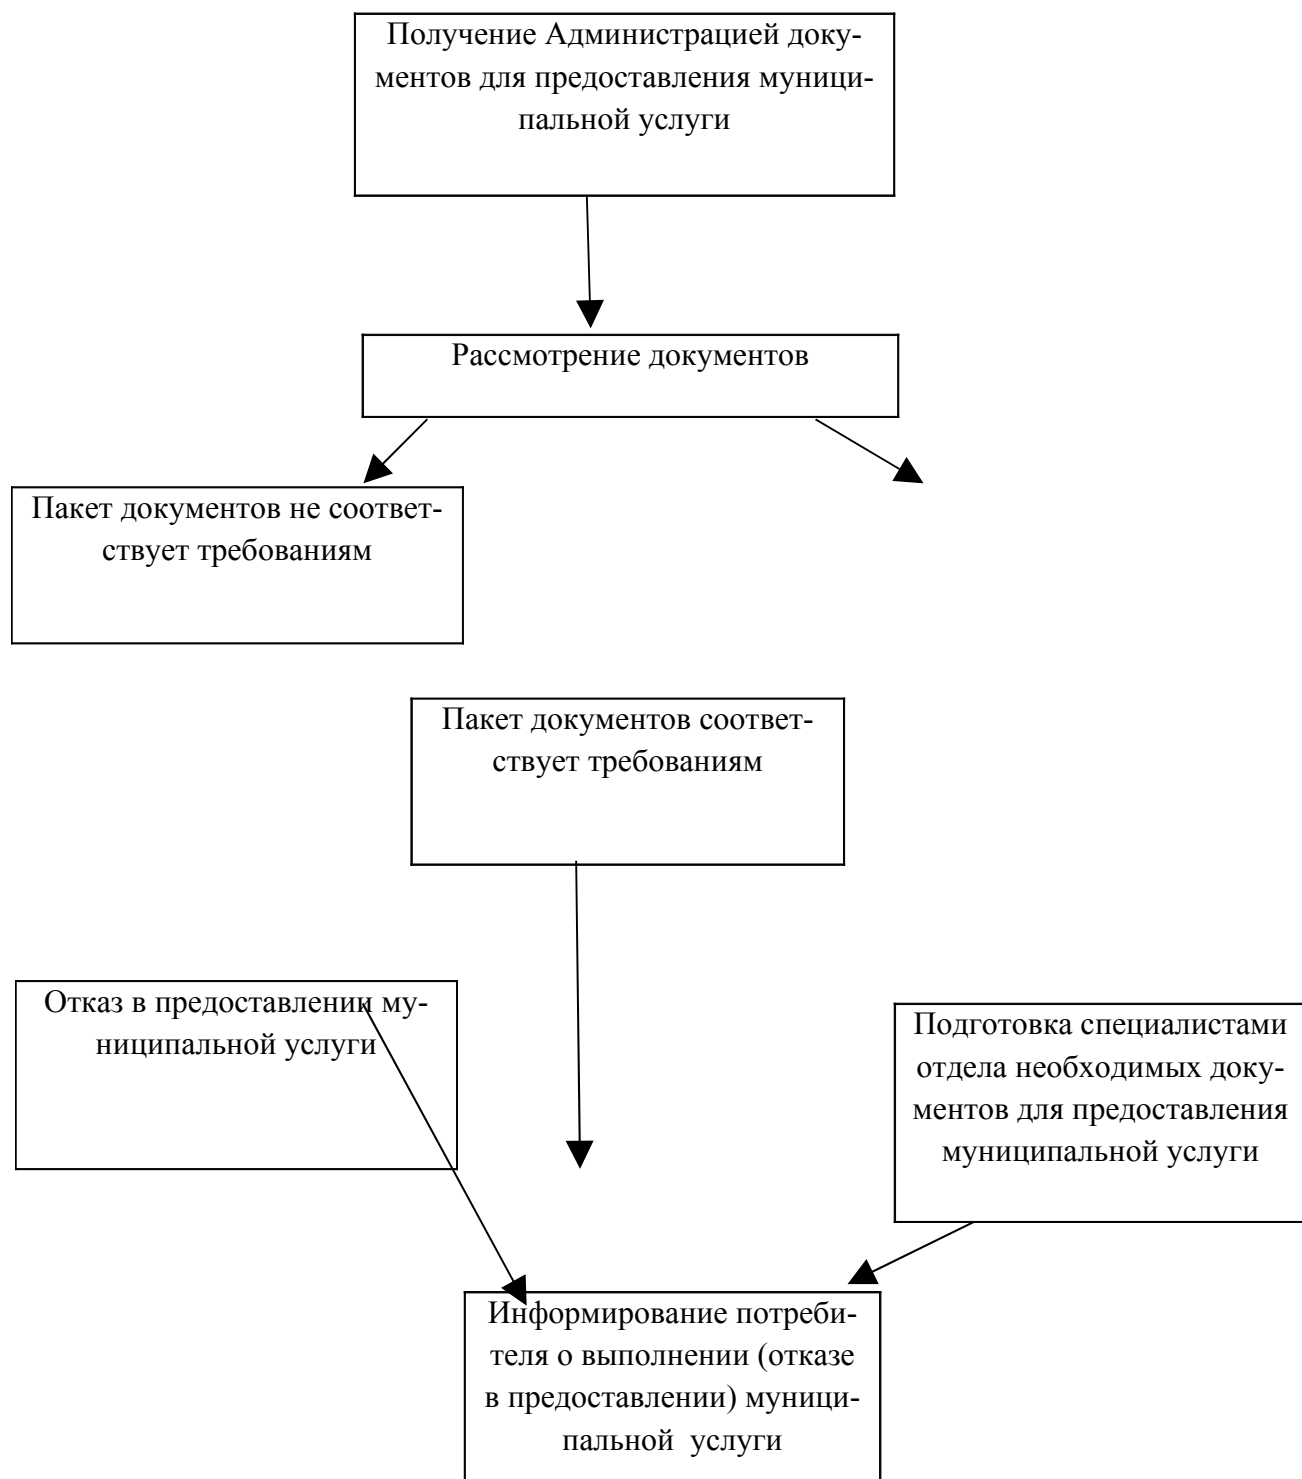 Получение Администрацией доку-
ментов для предоставления муници-
пальной услуги
Рассмотрение документов
Пакет документов не соответ-
ствует требованиям
Пакет документов соответ-
ствует требованиям
Отказ в предоставлении му-
ниципальной услуги
Подготовка специалистами
отдела необходимых доку-
ментов для предоставления
муниципальной услуги
Информирование потреби-
теля о выполнении (отказе
в предоставлении) муници-
пальной услуги